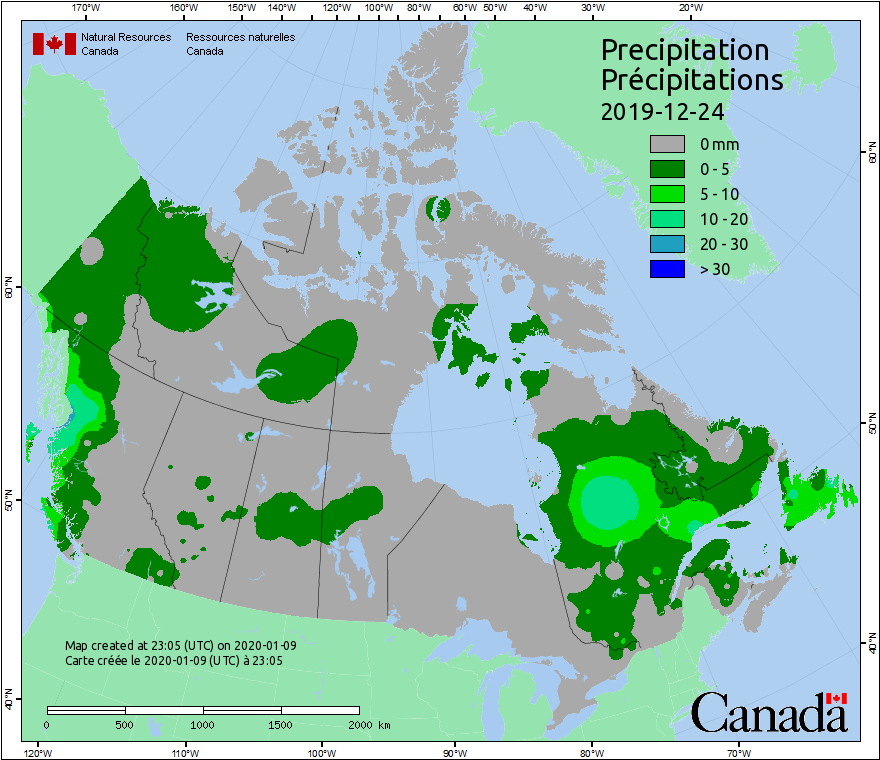 170°W 160°W 150°W 140°W 120°W 100°W 80°W 60°W 50°W 40°W 30°W 20°W
Natural Resources Ressources naturelles
Canada Canada
Precipitation
Précipitations
2019-12-24
0 mm
0 - 5
5 - 10
10 - 20
20 - 30
> 30
60°N
60°N
50°N
50°N
40°N
40°N
Map created at 23:05 (UTC) on 2020-01-09
Carte créée le 2020-01-09 (UTC) à 23:05
0 500 1000 1500 2000 km
Canada
120°W 110°W 100°W 90°W 80°W 70°W